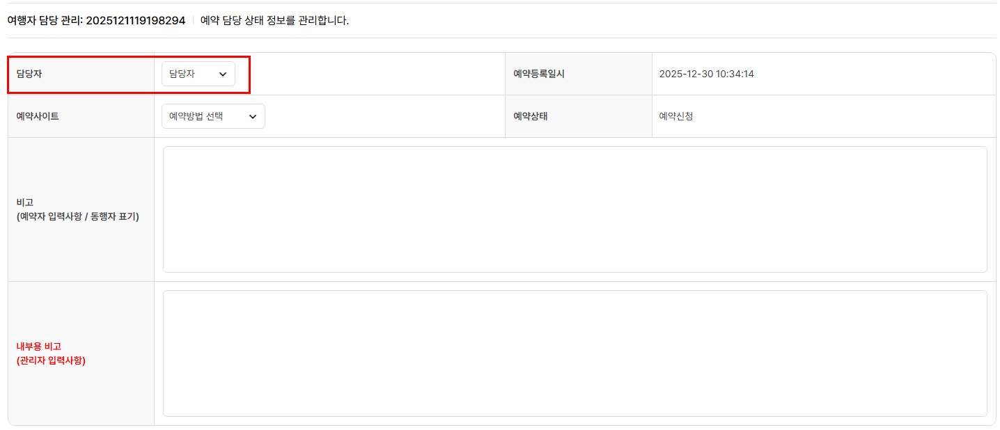 여행자 담당 관리: 2025121119198294 예약 담당 상태 정보를 관리합니다.
담당자 담당자 예약등록일시 2025-12-30 10:34:14
예약사이트 예약방법 선택 예약상태 예약신청
비고
(예약자 입력사항 / 동행자 표기)
내부용 비고
(관리자 입력사항)